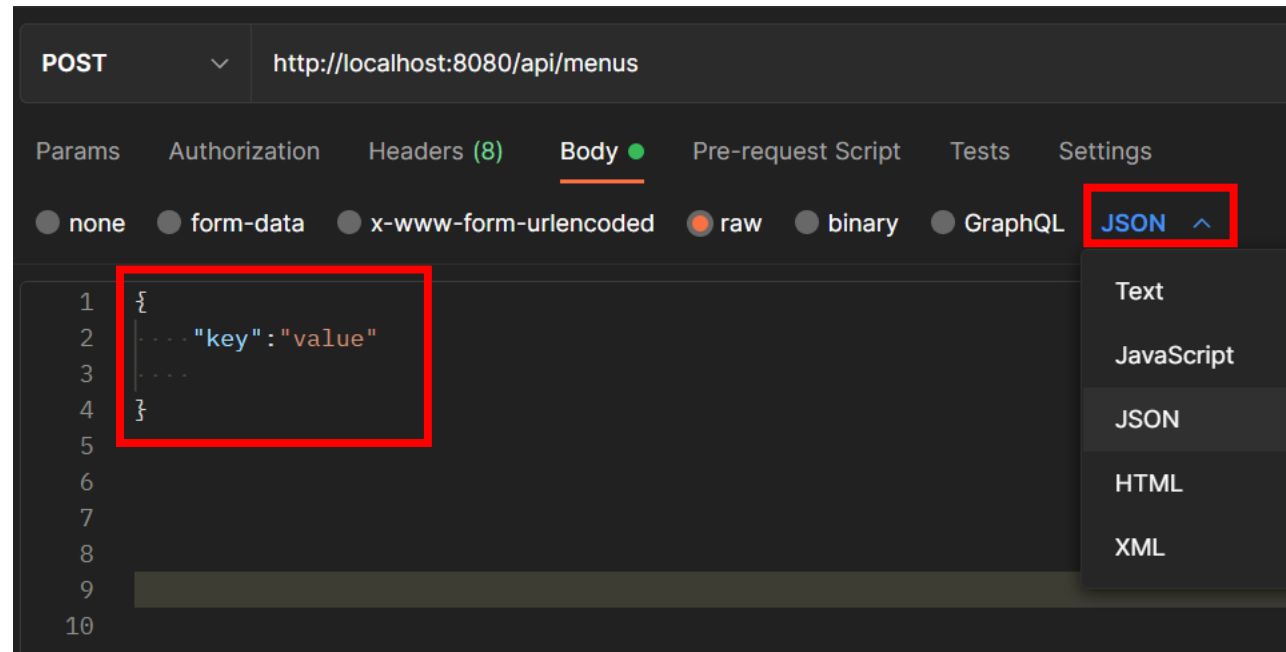 POST http://localhost:8080/api/menus
Params Authorization Headers (8) Body Pre-request Script Tests Settings
none form-data x-www-form-urlencoded raw binary GraphQL JSON
Text
JavaScript
JSON
HTML
XML
1 {
2 "key":"value"
3
4 }
5
6
7
8
9
10